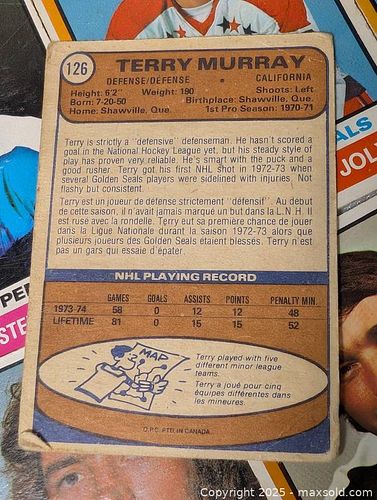 126
TERRY MURRAY
DEFENSE/DEFENSE • CALIFORNIA
Height: 6'2" Weight: 190 Shoots: Left
Born: 7-20-50 Birthplace: Shawville, Que.
Home: Shawville, Que. 1st Pro Season: 1970-71
Terry is strictly a "defensive" defenseman. He hasn't scored a
goal in the National Hockey League yet, but his steady style of
play has proven very reliable. He's smart with the puck and a
good rusher. Terry got his first NHL shot in 1972-73 when
several Golden Seals players were sidelined with injuries. Not
flashy but consistent.
Terry est un joueur de défense strictement "défensif". Au début
de cette saison, il n'avait jamais marqué un but dans la L.N.H. Il
est rusé avec la rondelle. Terry eut sa première chance de jouer
dans la Ligue Nationale durant la saison 1972-73 alors que
plusieurs joueurs des Golden Seals étaient blesses. Terry n'est
pas un gars qui essaie d'épater
NHL PLAYING RECORD
GAMES GOALS ASSISTS POINTS PENALTY MIN.
1973-74 58 0 12 12 48
LIFETIME 81 0 15 15 52
MAP
Terry played with five
different minor league
teams.
Terry a joué pour cinq
équipes différentes dans
les mineures.
O.P.C. PTD. IN CANADA
ALS
JOL
PE
STE
Copyright © 2025 - maxsold.com